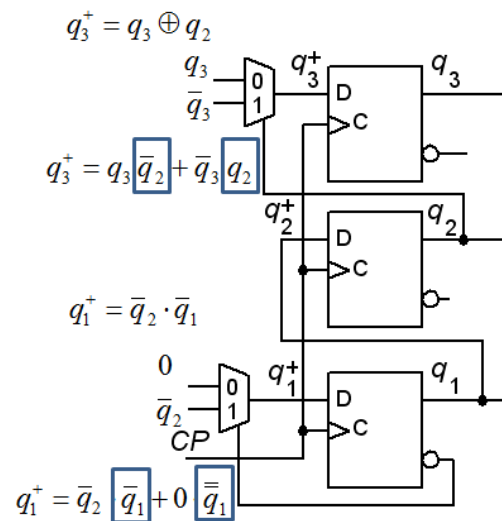 q₃⁺ = q₃ ⊕ q₂
q₃ 0 q₃⁺ q₃
q̅₃ 1 D
C
q₃⁺ = q₃ q̅₂ + q̅₃ q₂
q₂⁺ q₂
D
C
q₁⁺ = q̅₂ · q̅₁
0 0 q₁⁺ q₁
q̅₂ 1 D
CP C
q₁⁺ = q̅₂ q̅₁ + 0 q̿₁